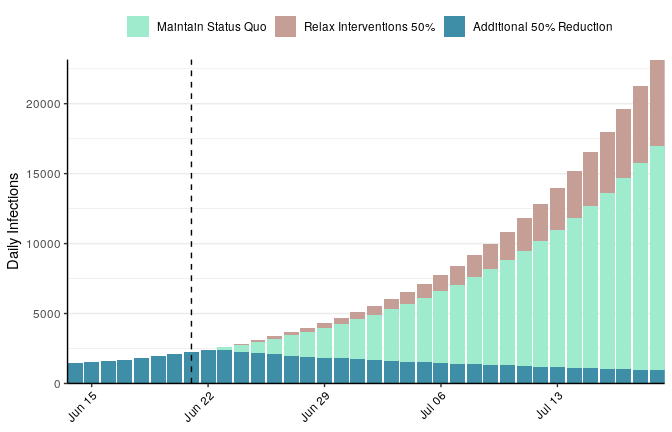 Maintain Status Quo Relax Interventions 50% Additional 50% Reduction
Daily Infections
20000
15000
10000
5000
0
Jun 15 Jun 22 Jun 29 Jul 06 Jul 13